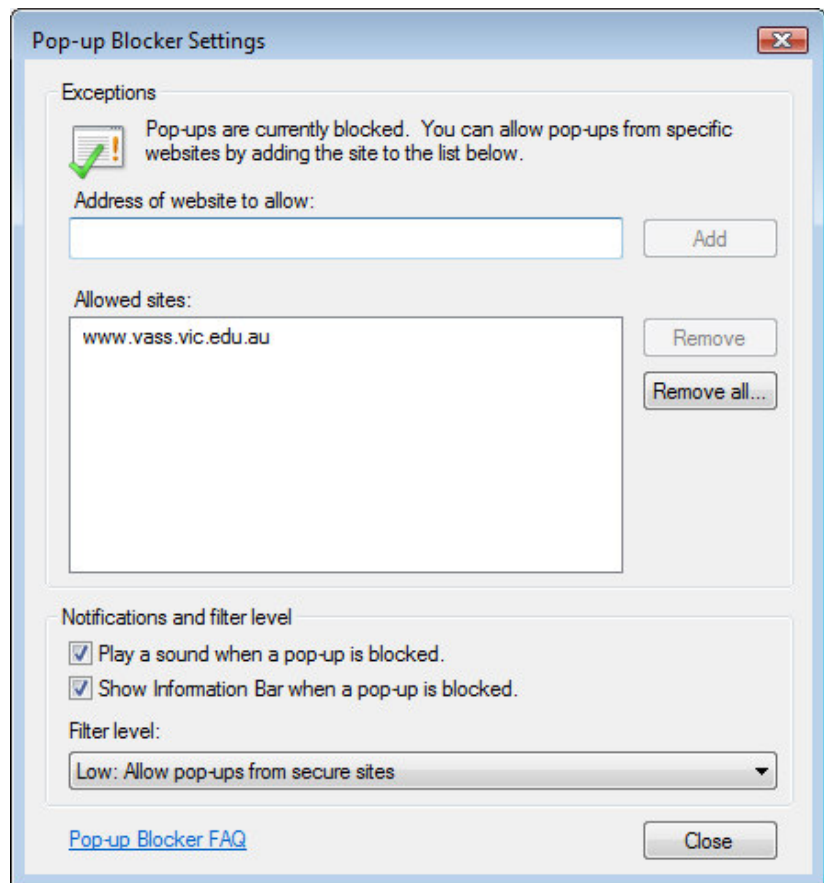 Pop-up Blocker Settings
Exceptions
Pop-ups are currently blocked. You can allow pop-ups from specific
websites by adding the site to the list below.
Address of website to allow:
Add
Allowed sites:
www.vass.vic.edu.au
Remove
Remove all...
Notifications and filter level
Play a sound when a pop-up is blocked.
Show Information Bar when a pop-up is blocked.
Filter level:
Low: Allow pop-ups from secure sites
Pop-up Blocker FAQ
Close